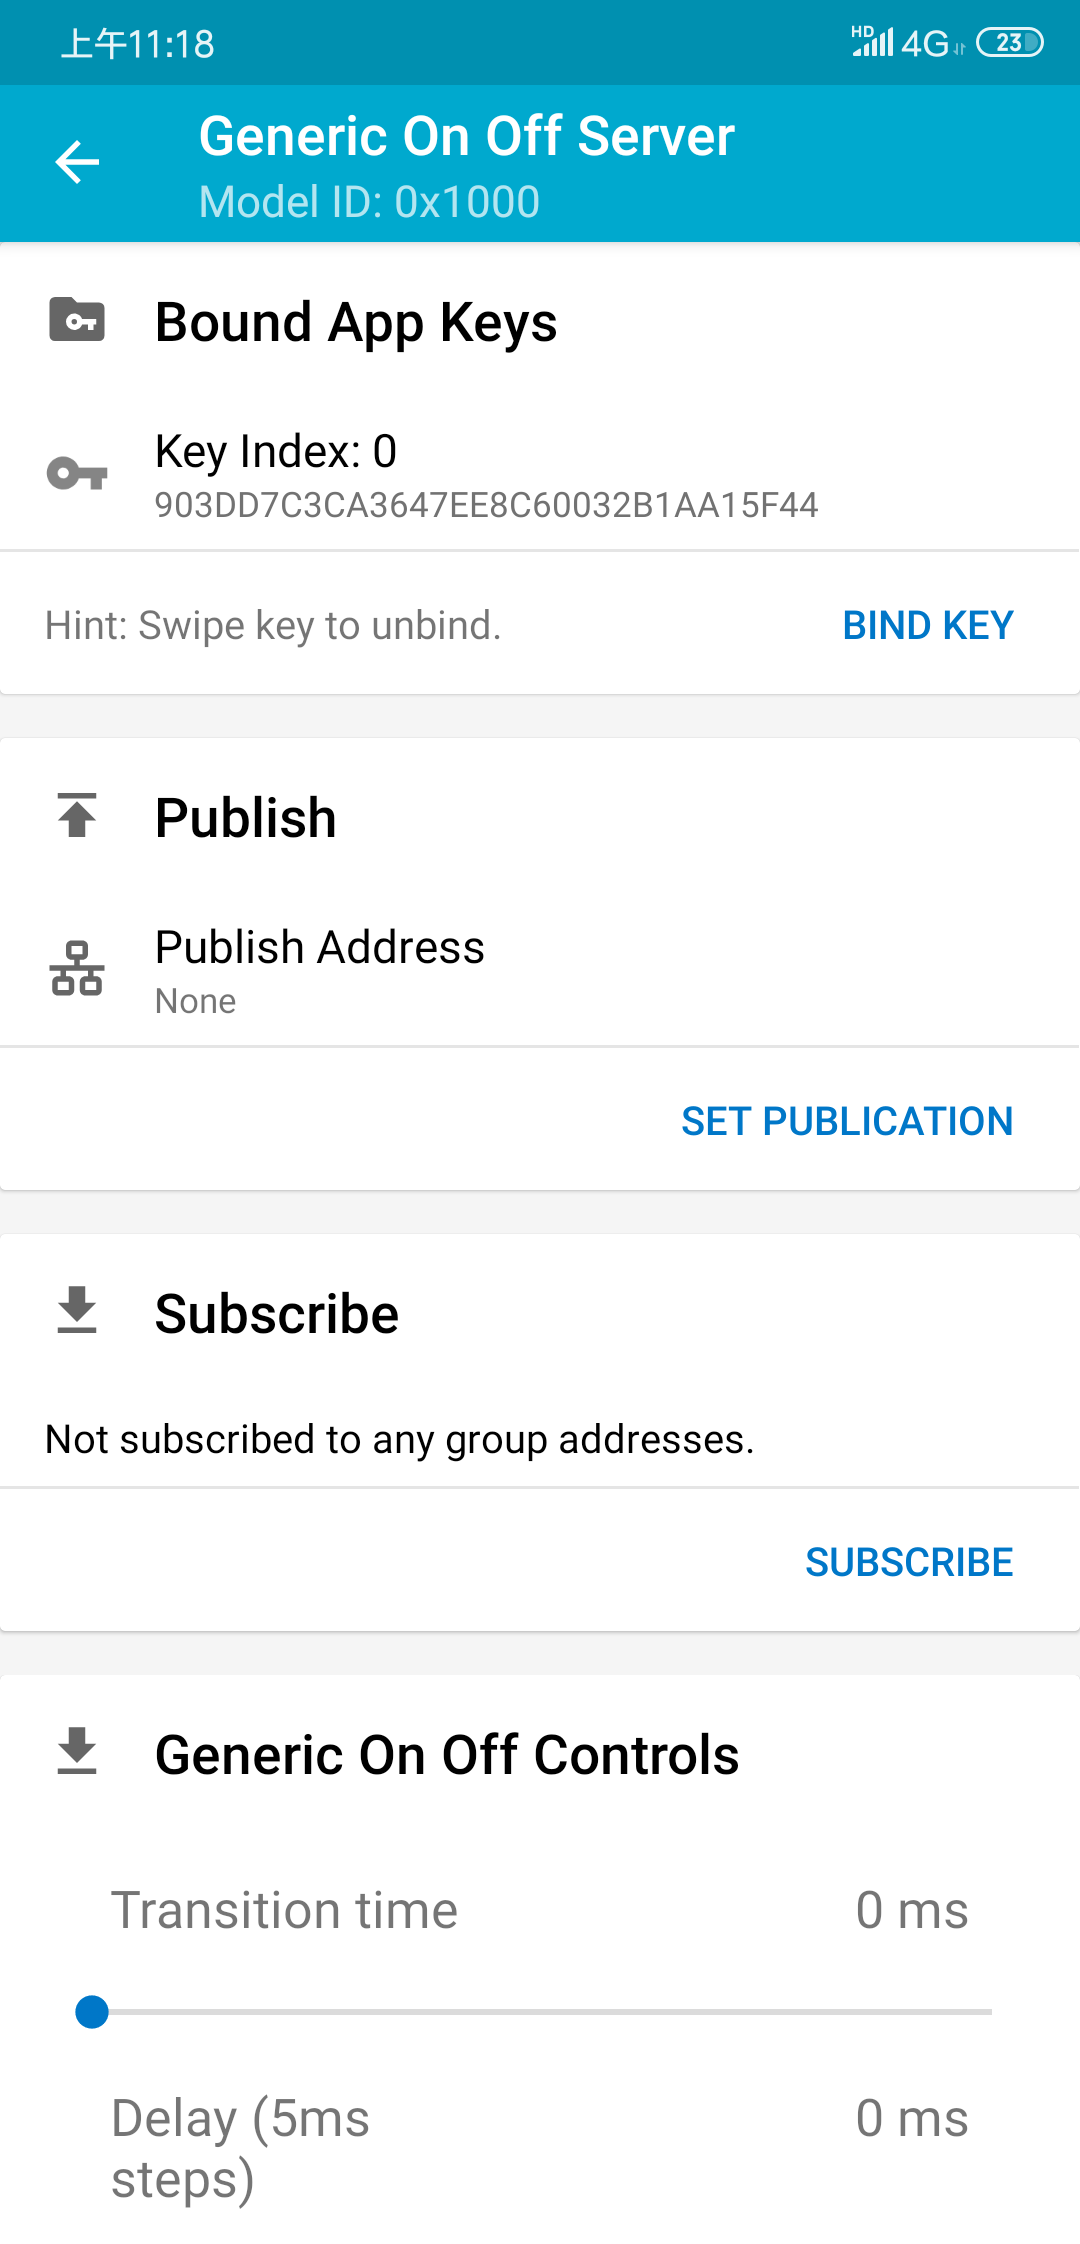 上午11:18
HD 4G 23
Generic On Off Server
Model ID: 0x1000
Bound App Keys
Key Index: 0
903DD7C3CA3647EE8C60032B1AA15F44
Hint: Swipe key to unbind.
BIND KEY
Publish
Publish Address
None
SET PUBLICATION
Subscribe
Not subscribed to any group addresses.
SUBSCRIBE
Generic On Off Controls
Transition time
0 ms
Delay (5ms
steps)
0 ms